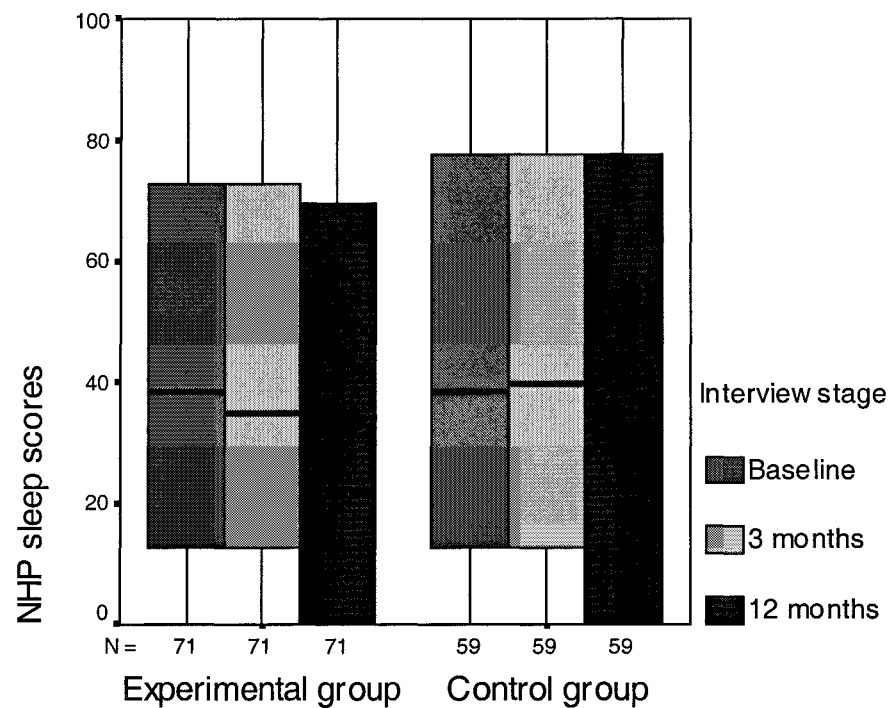 100
80
60
40
20
0
NHP sleep scores
N = 71 71 71 59 59 59
Experimental group Control group
Interview stage
Baseline
3 months
12 months